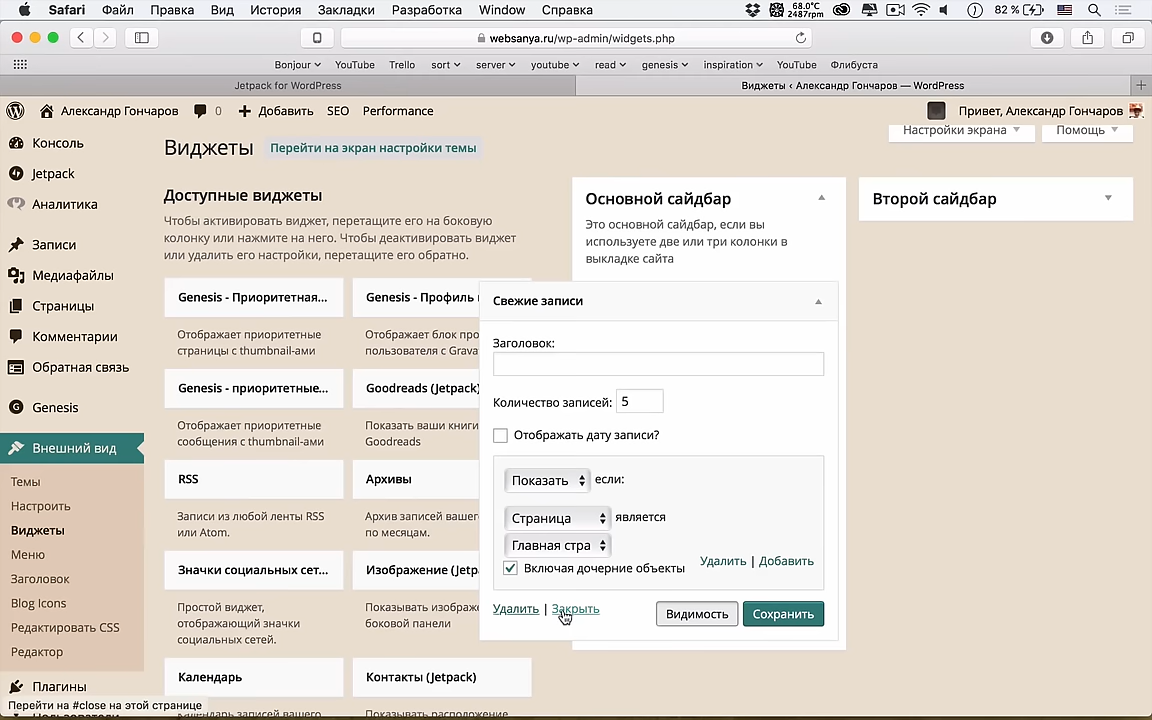 Safari Файл Правка Вид История Закладки Разработка Window Справка
68.0°C
2487rpm
82 %
websanya.ru/wp-admin/widgets.php
Bonjour YouTube Trello sort server youtube read genesis inspiration YouTube Флибуста
Jetpack for WordPress
Виджеты ‹ Александр Гончаров — WordPress
Александр Гончаров 0 Добавить SEO Performance
Привет, Александр Гончаров
Настройки экрана
Помощь
Консоль
Jetpack
Аналитика
Записи
Медиафайлы
Страницы
Комментарии
Обратная связь
Genesis
Внешний вид
Темы
Настроить
Виджеты
Меню
Заголовок
Blog Icons
Редактировать CSS
Редактор
Плагины
Пользователи
Перейти на #close на этой странице
Виджеты
Перейти на экран настройки темы
Доступные виджеты
Чтобы активировать виджет, перетащите его на боковую
колонку или нажмите на него. Чтобы деактивировать виджет
или удалить его настройки, перетащите его обратно.
Genesis - Приоритетная...
Отображает приоритетные
страницы с thumbnail-ами
Genesis - Профиль
Отображает блок про
пользователя с Grava
Genesis - приоритетные...
Отображает приоритетные
сообщения с thumbnail-ами
Goodreads (Jetpack)
Показать ваши книги
Goodreads
RSS
Записи из любой ленты RSS
или Atom.
Архивы
Архив записей вашег
по месяцам.
Значки социальных сет...
Простой виджет,
отображающий значки
социальных сетей.
Изображение (Jetp
Показывать изображе
боковой панели
Календарь
Календарь записей вашего
Контакты (Jetpack)
Показывать расположение,
Основной сайдбар
Это основной сайдбар, если вы
используете две или три колонки в
выкладке сайта
Свежие записи
Заголовок:
Количество записей: 5
Отображать дату записи?
Показать если:
Страница является
Главная стра
Включая дочерние объекты
Удалить | Добавить
Удалить | Закрыть
Видимость
Сохранить
Второй сайдбар